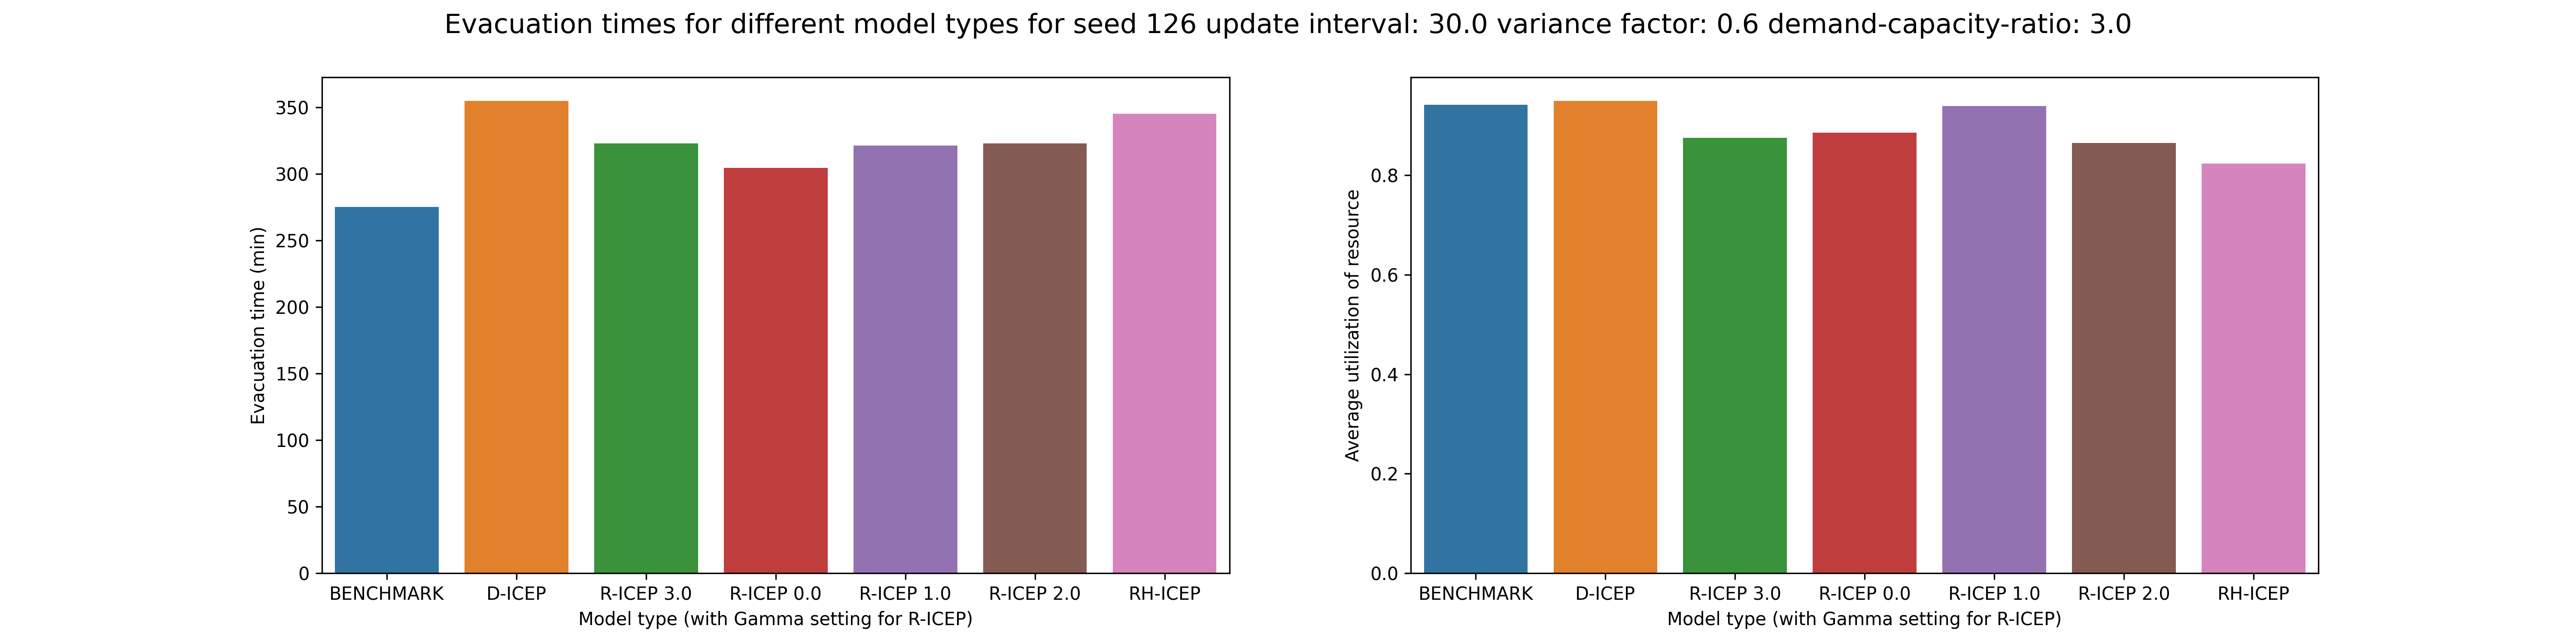 Evacuation times for different model types for seed 126 update interval: 30.0 variance factor: 0.6 demand-capacity-ratio: 3.0
Evacuation time (min)
350
300
250
200
150
100
50
0
BENCHMARK D-ICEP R-ICEP 3.0 R-ICEP 0.0 R-ICEP 1.0 R-ICEP 2.0 RH-ICEP
Model type (with Gamma setting for R-ICEP)
Average utilization of resource
0.8
0.6
0.4
0.2
0.0
BENCHMARK D-ICEP R-ICEP 3.0 R-ICEP 0.0 R-ICEP 1.0 R-ICEP 2.0 RH-ICEP
Model type (with Gamma setting for R-ICEP)